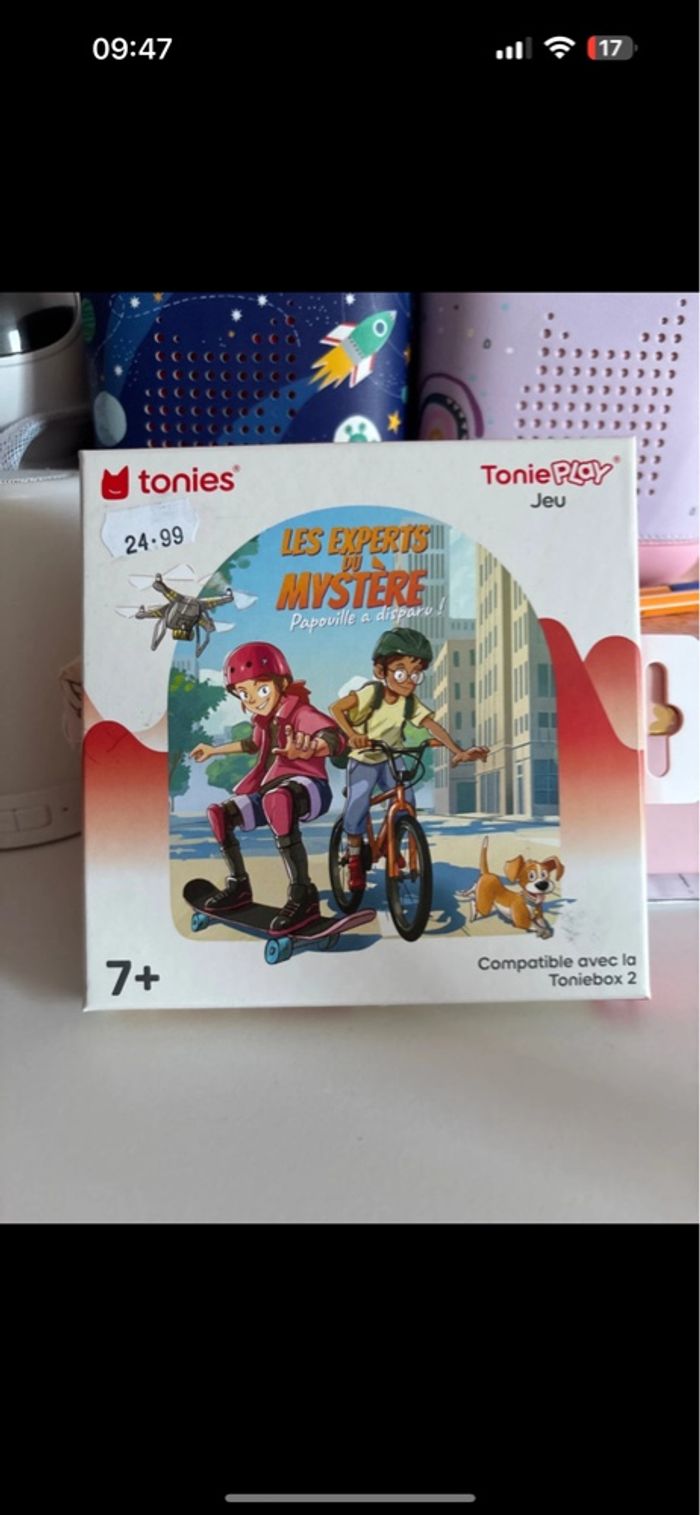 09:47
17
tonies®
ToniePLAY®
Jeu
24·99
LES EXPERTS
DU
MYSTÈRE
Papouille a disparu !
7+
Compatible avec la
Toniebox 2